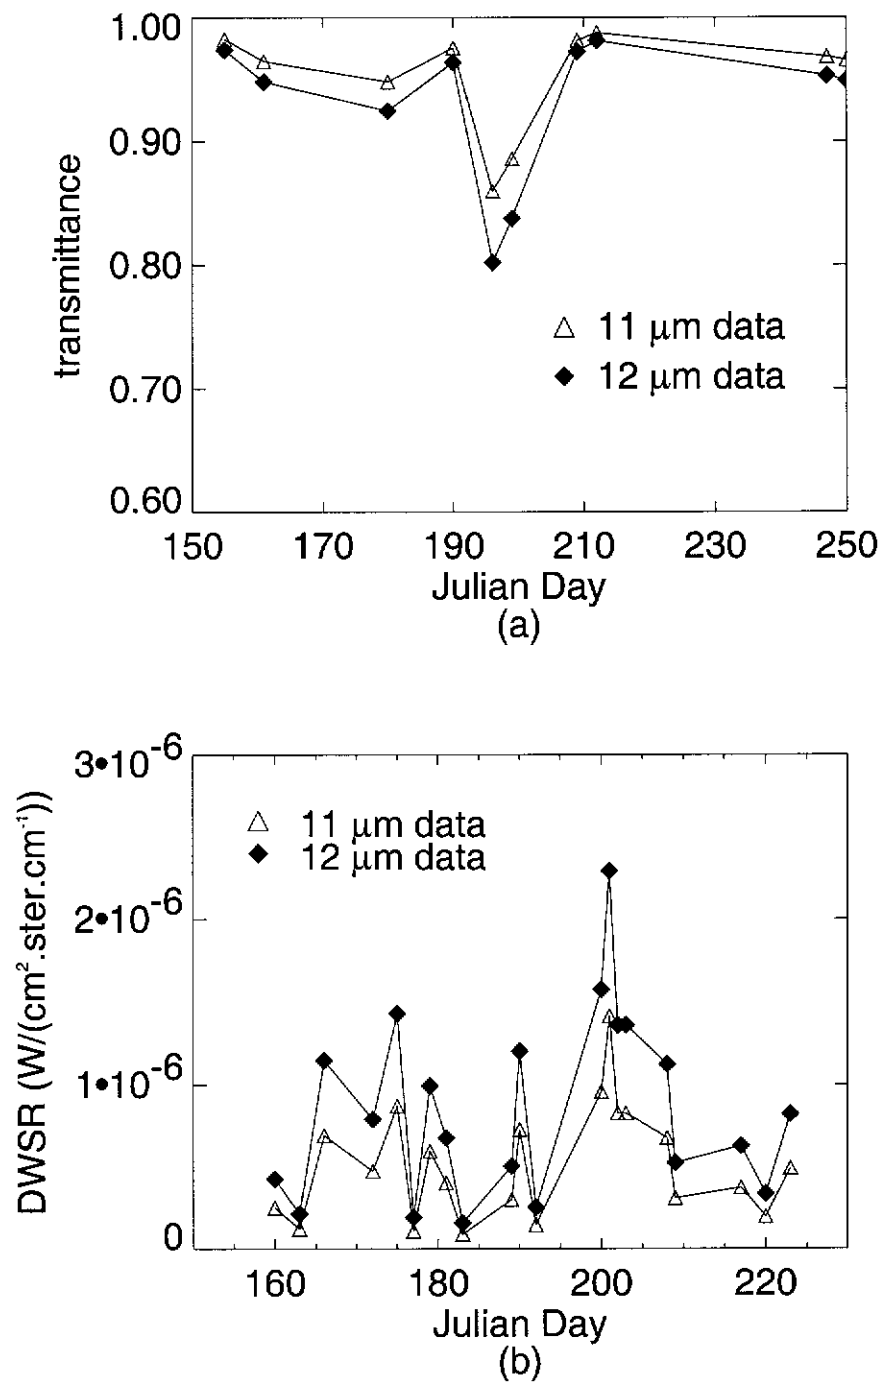 1.00
0.90
0.80
0.70
0.60
transmittance
△ 11 μm data
◆ 12 μm data
150 170 190 210 230 250
Julian Day
(a)
3•10⁻⁶
2•10⁻⁶
1•10⁻⁶
0
DWSR (W/(cm².ster.cm⁻¹))
△ 11 μm data
◆ 12 μm data
160 180 200 220
Julian Day
(b)